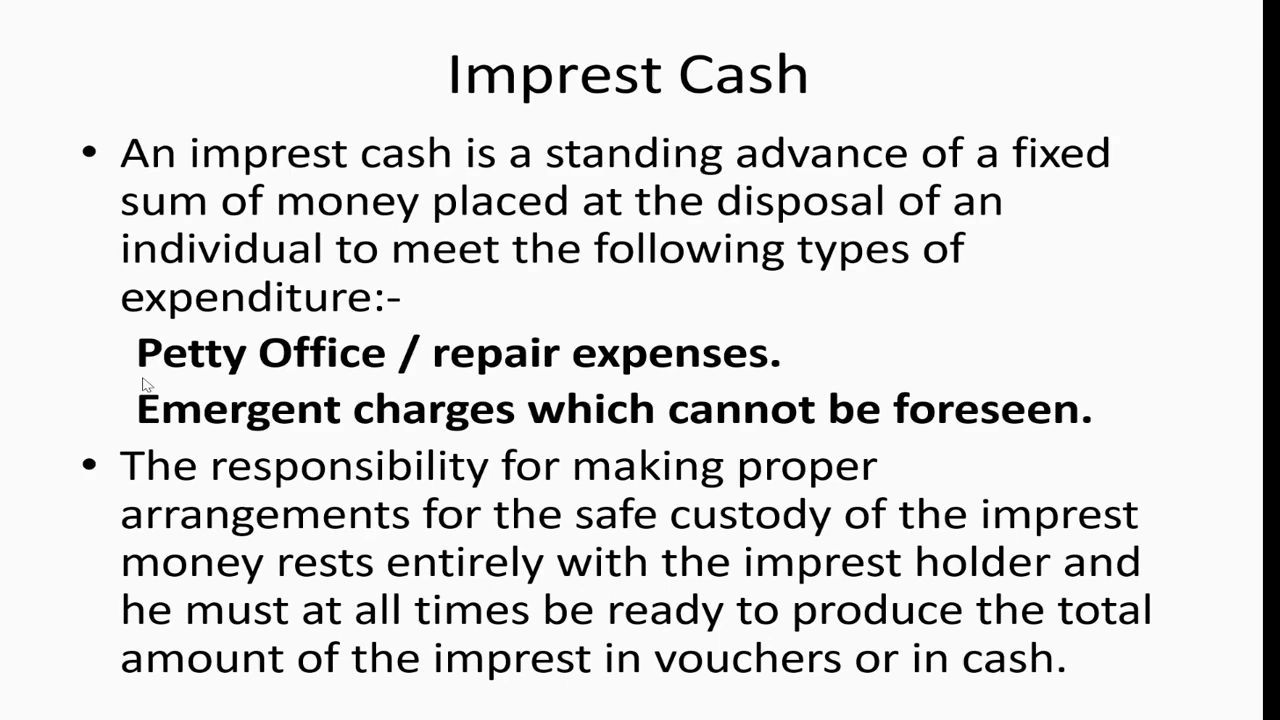 Imprest Cash
• An imprest cash is a standing advance of a fixed
sum of money placed at the disposal of an
individual to meet the following types of
expenditure:-
Petty Office / repair expenses.
Emergent charges which cannot be foreseen.
• The responsibility for making proper
arrangements for the safe custody of the imprest
money rests entirely with the imprest holder and
he must at all times be ready to produce the total
amount of the imprest in vouchers or in cash.